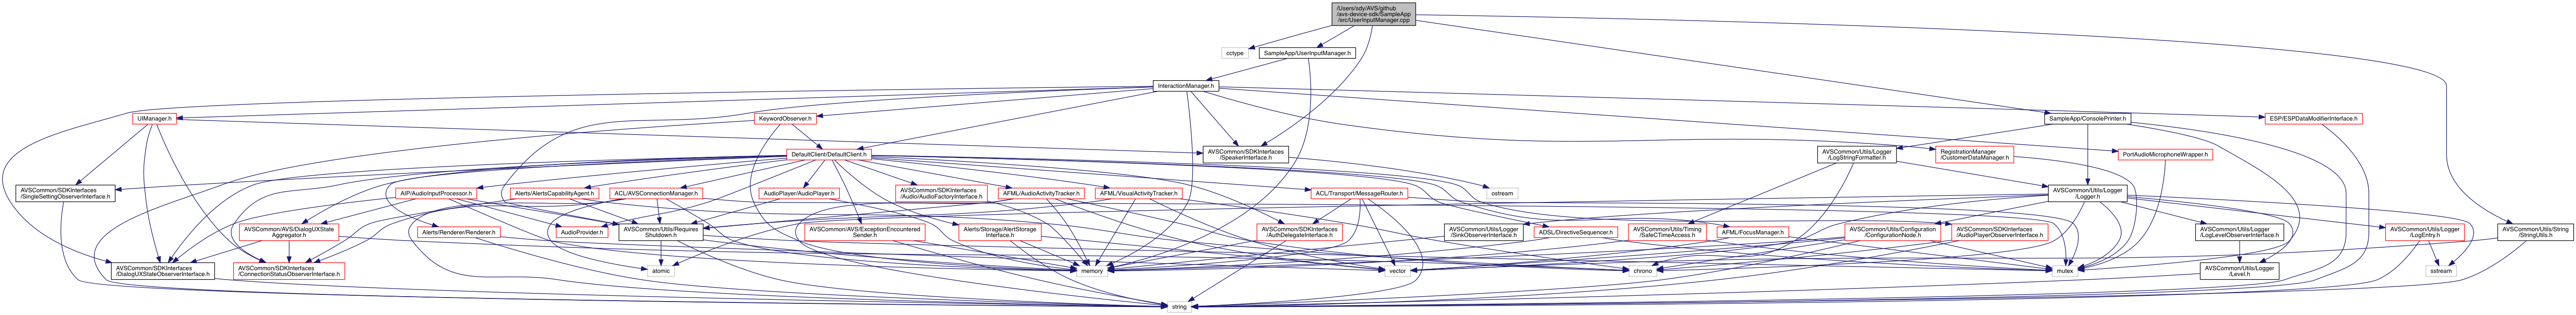 /Users/sdy/AVS/github
/avs-device-sdk/SampleApp
/src/UserInputManager.cpp
cctype
SampleApp/UserInputManager.h
InteractionManager.h
UIManager.h
KeywordObserver.h
SampleApp/ConsolePrinter.h
ESP/ESPDataModifierInterface.h
DefaultClient/DefaultClient.h
AVSCommon/SDKInterfaces
/SpeakerInterface.h
AVSCommon/Utils/Logger
/LogStringFormatter.h
RegistrationManager
/CustomerDataManager.h
PortAudioMicrophoneWrapper.h
AVSCommon/SDKInterfaces
/SingleSettingObserverInterface.h
AIP/AudioInputProcessor.h
Alerts/AlertsCapabilityAgent.h
ACL/AVSConnectionManager.h
AudioPlayer/AudioPlayer.h
AVSCommon/SDKInterfaces
/Audio/AudioFactoryInterface.h
AFML/AudioActivityTracker.h
AFML/VisualActivityTracker.h
ACL/Transport/MessageRouter.h
ostream
AVSCommon/Utils/Logger
/Logger.h
AVSCommon/AVS/DialogUXState
Aggregator.h
Alerts/Renderer/Renderer.h
AudioProvider.h
AVSCommon/Utils/Requires
Shutdown.h
AVSCommon/AVS/ExceptionEncountered
Sender.h
Alerts/Storage/AlertStorage
Interface.h
AVSCommon/SDKInterfaces
/AuthDelegateInterface.h
AVSCommon/Utils/Logger
/SinkObserverInterface.h
ADSL/DirectiveSequencer.h
AVSCommon/Utils/Timing
/SafeCTimeAccess.h
AFML/FocusManager.h
AVSCommon/Utils/Configuration
/ConfigurationNode.h
AVSCommon/SDKInterfaces
/AudioPlayerObserverInterface.h
AVSCommon/Utils/Logger
/LogLevelObserverInterface.h
AVSCommon/Utils/Logger
/LogEntry.h
AVSCommon/Utils/String
/StringUtils.h
AVSCommon/SDKInterfaces
/DialogUXStateObserverInterface.h
AVSCommon/SDKInterfaces
/ConnectionStatusObserverInterface.h
atomic
memory
vector
chrono
mutex
AVSCommon/Utils/Logger
/Level.h
sstream
string